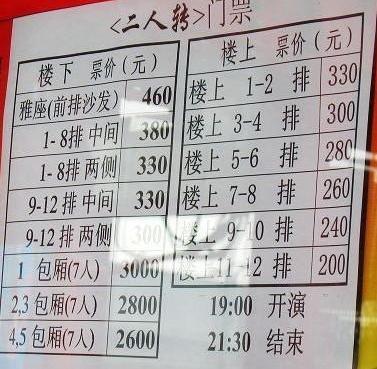 <二人转>门票
楼下 票价(元)
雅座(前排沙发) 460
1-8排 中间 380
1-8排 两侧 330
9-12 排 中间 330
9-12 排 两侧 300
1 包厢(7人) 3000
2,3 包厢(7人) 2800
4,5 包厢(7人) 2600
楼上 票价(元)
楼上 1-2 排 330
楼上 3-4 排 300
楼上 5-6 排 280
楼上 7-8 排 260
楼上 9-10 排 240
楼上11-12 排 200
19:00 开演
21:30 结束